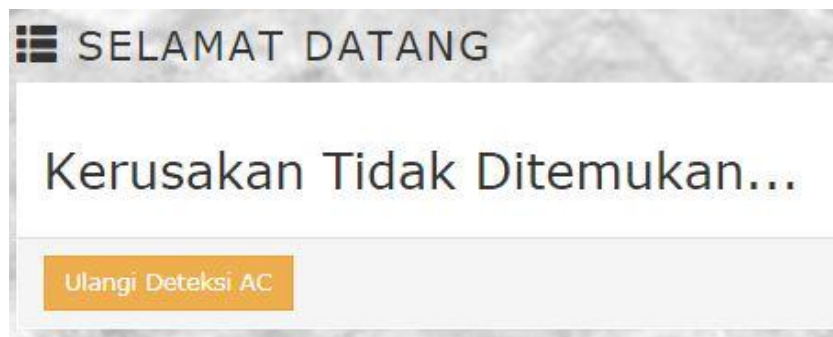 SELAMAT DATANG
Kerusakan Tidak Ditemukan...
Ulangi Deteksi AC